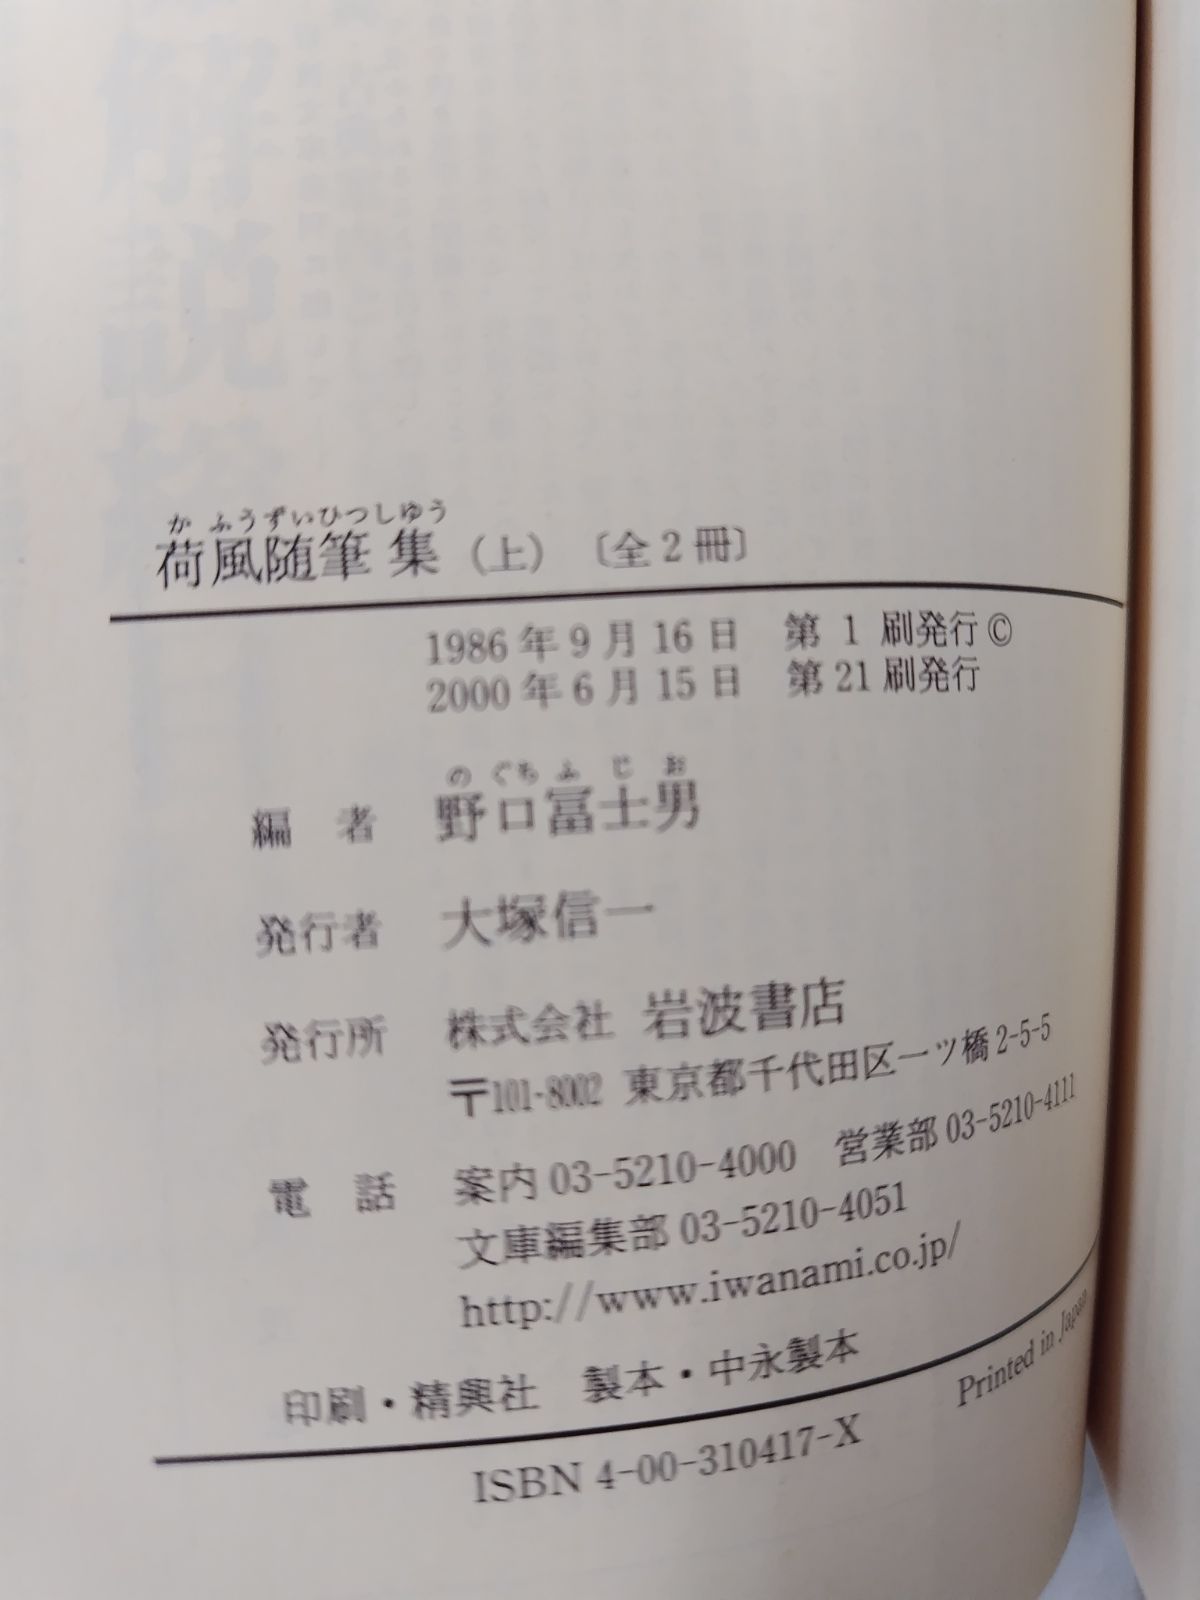 かふうずいひつしゆう
荷風随筆集(上)〔全2冊〕
1986年9月16日 第1刷発行©
2000年6月15日 第21刷発行
のぐちふじお
編者 野口冨士男
発行者 大塚信一
発行所 株式会社 岩波書店
〒101-8002 東京都千代田区一ツ橋2-5-5
電話 案内03-5210-4000 営業部03-5210-4111
文庫編集部03-5210-4051
http://www.iwanami.co.jp/
印刷・精興社 製本・中永製本
ISBN 4-00-310417-X Printed in Japan